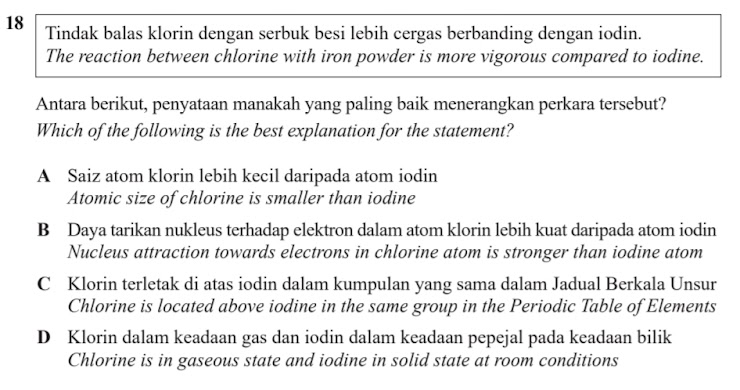 18
Tindak balas klorin dengan serbuk besi lebih cergas berbanding dengan iodin.
The reaction between chlorine with iron powder is more vigorous compared to iodine.
Antara berikut, penyataan manakah yang paling baik menerangkan perkara tersebut?
Which of the following is the best explanation for the statement?
A Saiz atom klorin lebih kecil daripada atom iodin
Atomic size of chlorine is smaller than iodine
B Daya tarikan nukleus terhadap elektron dalam atom klorin lebih kuat daripada atom iodin
Nucleus attraction towards electrons in chlorine atom is stronger than iodine atom
C Klorin terletak di atas iodin dalam kumpulan yang sama dalam Jadual Berkala Unsur
Chlorine is located above iodine in the same group in the Periodic Table of Elements
D Klorin dalam keadaan gas dan iodin dalam keadaan pepejal pada keadaan bilik
Chlorine is in gaseous state and iodine in solid state at room conditions